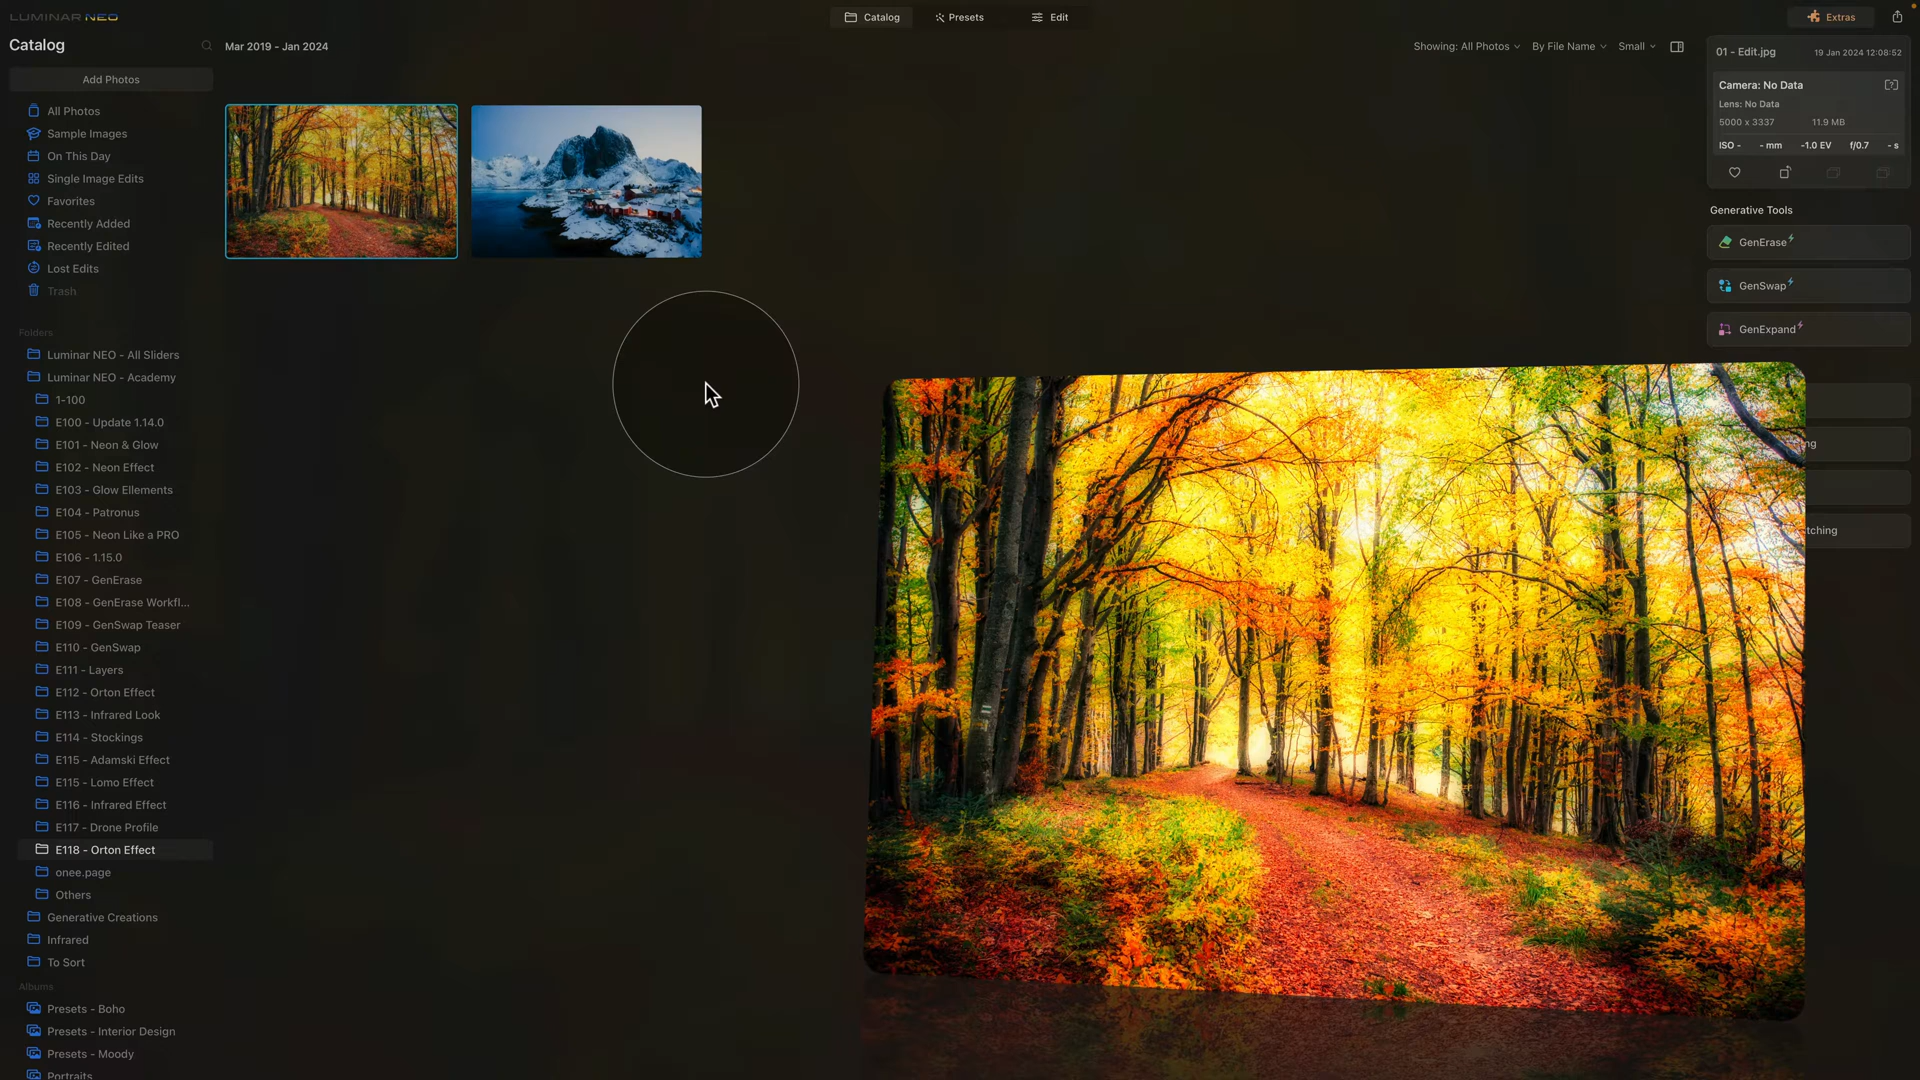 LUMINAR NEO
Catalog
Presets
Edit
Extras
Catalog
Mar 2019 - Jan 2024
Showing: All Photos
By File Name
Small
Add Photos
All Photos
Sample Images
On This Day
Single Image Edits
Favorites
Recently Added
Recently Edited
Lost Edits
Trash
Folders
Luminar NEO - All Sliders
Luminar NEO - Academy
1-100
E100 - Update 1.14.0
E101 - Neon & Glow
E102 - Neon Effect
E103 - Glow Ellements
E104 - Patronus
E105 - Neon Like a PRO
E106 - 1.15.0
E107 - GenErase
E108 - GenErase Workfl...
E109 - GenSwap Teaser
E110 - GenSwap
E111 - Layers
E112 - Orton Effect
E113 - Infrared Look
E114 - Stockings
E115 - Adamski Effect
E115 - Lomo Effect
E116 - Infrared Effect
E117 - Drone Profile
E118 - Orton Effect
onee.page
Others
Generative Creations
Infrared
To Sort
Albums
Presets - Boho
Presets - Interior Design
Presets - Moody
Portraits
01 - Edit.jpg
19 Jan 2024 12:08:52
Camera: No Data
Lens: No Data
5000 x 3337
11.9 MB
ISO -
- mm
-1.0 EV
f/0.7
- s
Generative Tools
GenErase
GenSwap
GenExpand
ng
tching